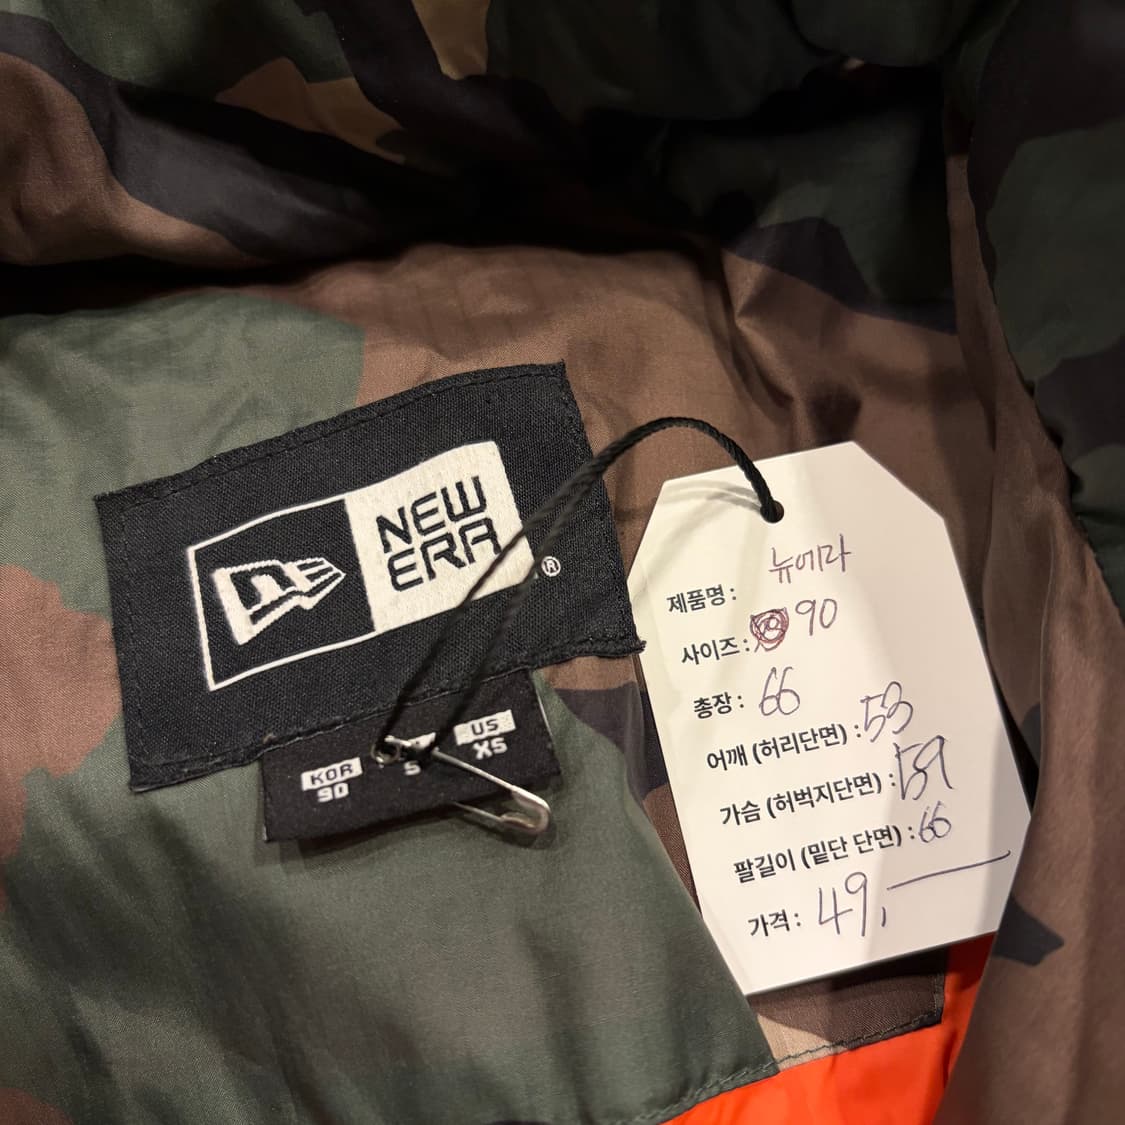 NEW
ERA
®
KOR
90
US
XS
뉴에라
제품명 :
사이즈 : 90
총장 : 66
어깨 (허리단면) : 53
가슴 (허벅지단면) : 59
팔길이 (밑단 단면) : 66
가격 : 49,